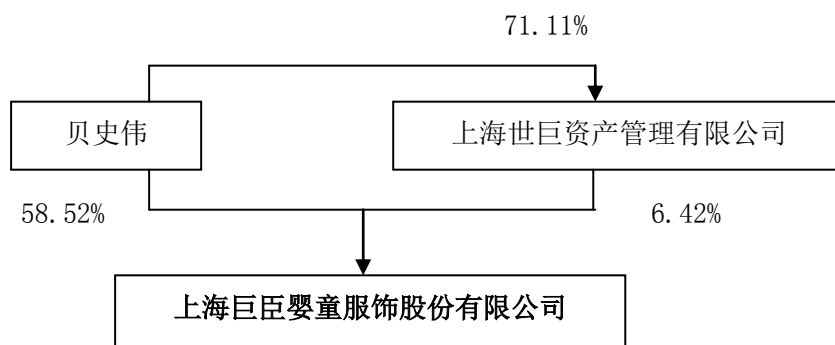 71.11%
贝史伟
上海世巨资产管理有限公司
58.52%
6.42%
上海巨臣婴童服饰股份有限公司